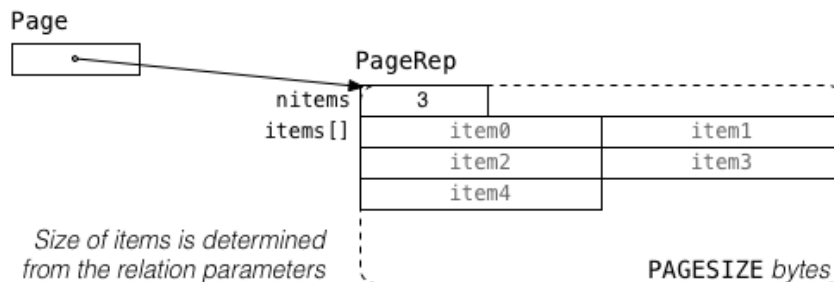 Page
PageRep
nitems 3
items[] item0 item1
item2 item3
item4
Size of items is determined
from the relation parameters
PAGESIZE bytes